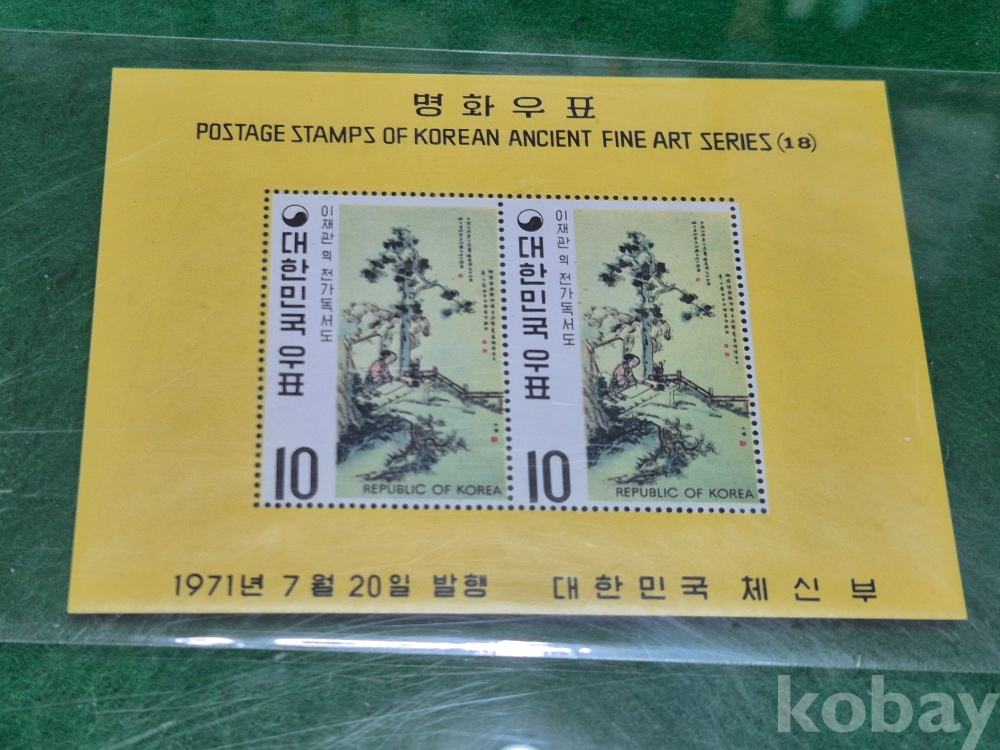 명화우표
POSTAGE STAMPS OF KOREAN ANCIENT FINE ART SERIES (18)
대한민국 우표
이재관의 전가독서도
10
REPUBLIC OF KOREA
대한민국 우표
이재관의 전가독서도
10
REPUBLIC OF KOREA
1971년 7월 20일 발행 대한민국 체신부
kobay